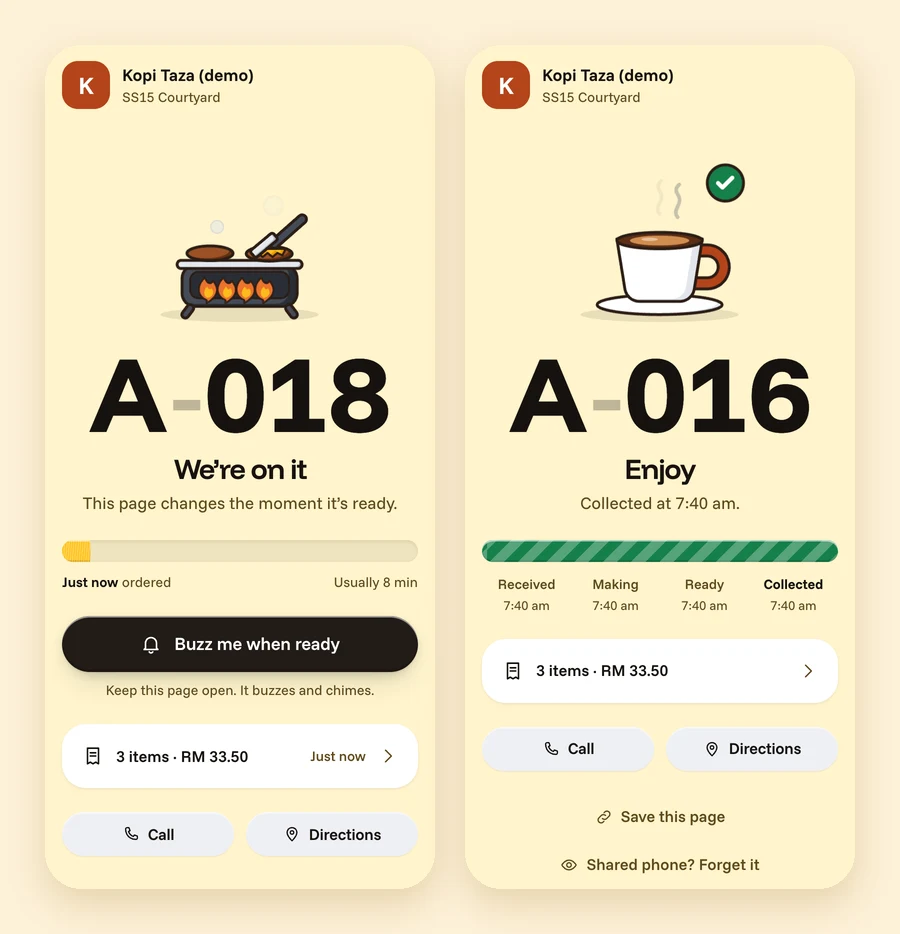 K
Kopi Taza (demo)
SS15 Courtyard
A-018
We’re on it
This page changes the moment it’s ready.
Just now ordered
Usually 8 min
Buzz me when ready
Keep this page open. It buzzes and chimes.
3 items · RM 33.50
Just now
Call
Directions
K
Kopi Taza (demo)
SS15 Courtyard
A-016
Enjoy
Collected at 7:40 am.
Received Making Ready Collected
7:40 am 7:40 am 7:40 am 7:40 am
3 items · RM 33.50
Call
Directions
Save this page
Shared phone? Forget it